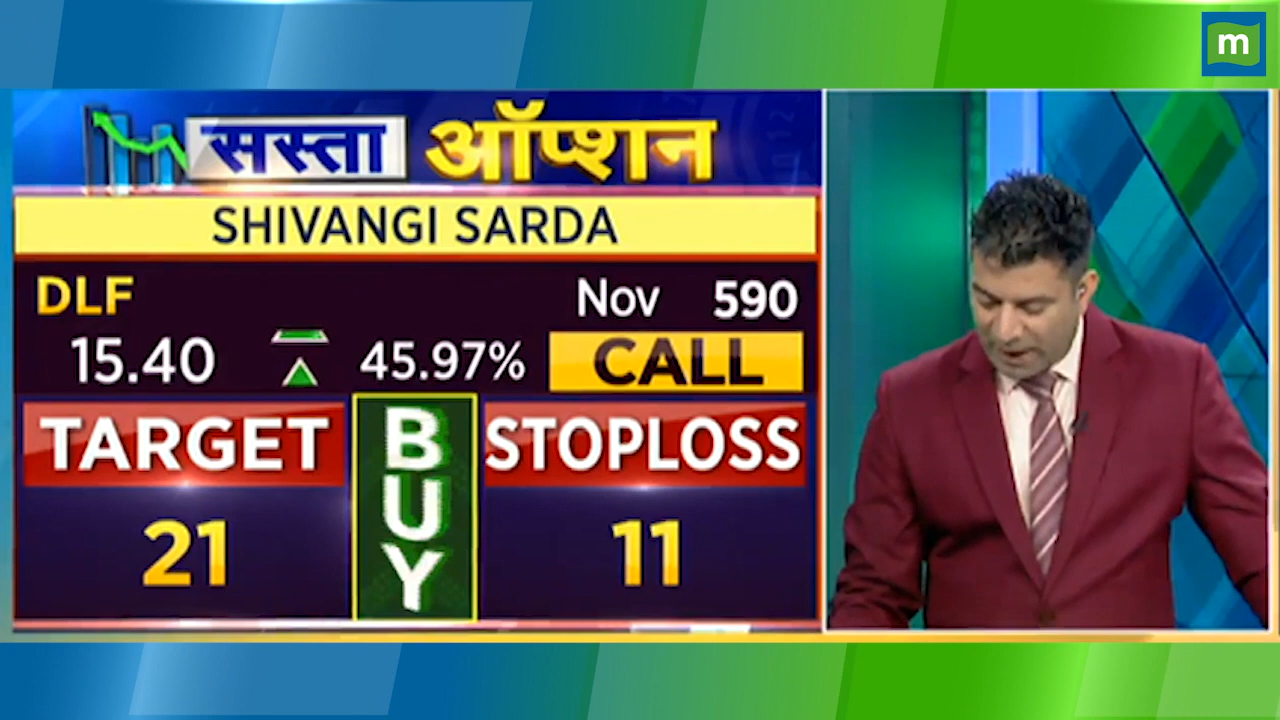 m
सस्ता ऑप्शन
SHIVANGI SARDA
DLF Nov 590
15.40 45.97% CALL
TARGET BUY STOPLOSS
21 11